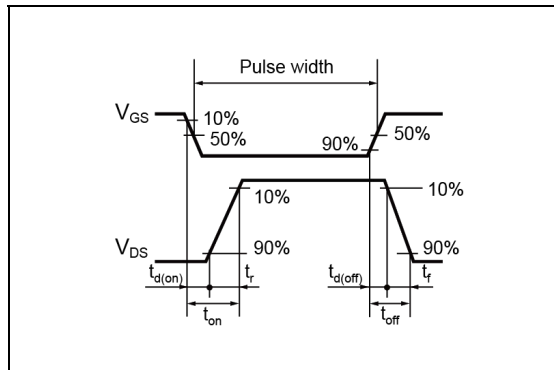 Pulse width
VGS
10%
50%
90%
50%
10%
10%
VDS
90%
90%
td(on)
tr
td(off)
tf
ton
toff